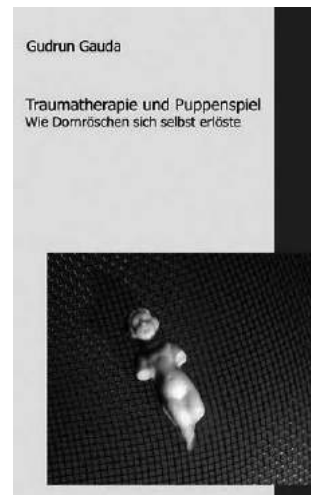 Gudrun Gauda
Traumatherapie und Puppenspiel
Wie Dornröschen sich selbst erlöste